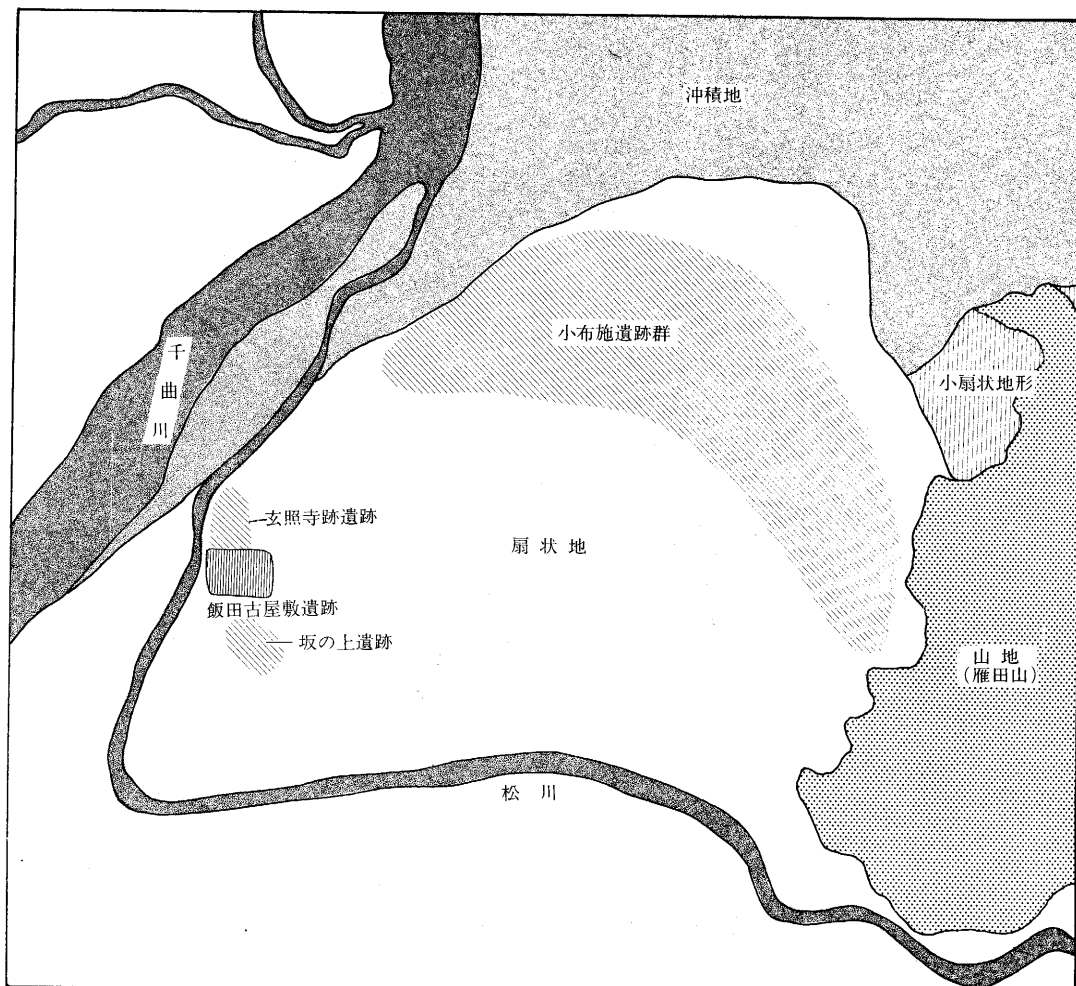 沖積地
小布施遺跡群
小扇状地形
千曲川
玄照寺跡遺跡
扇状地
飯田古屋敷遺跡
坂の上遺跡
山地
(雁田山)
松川